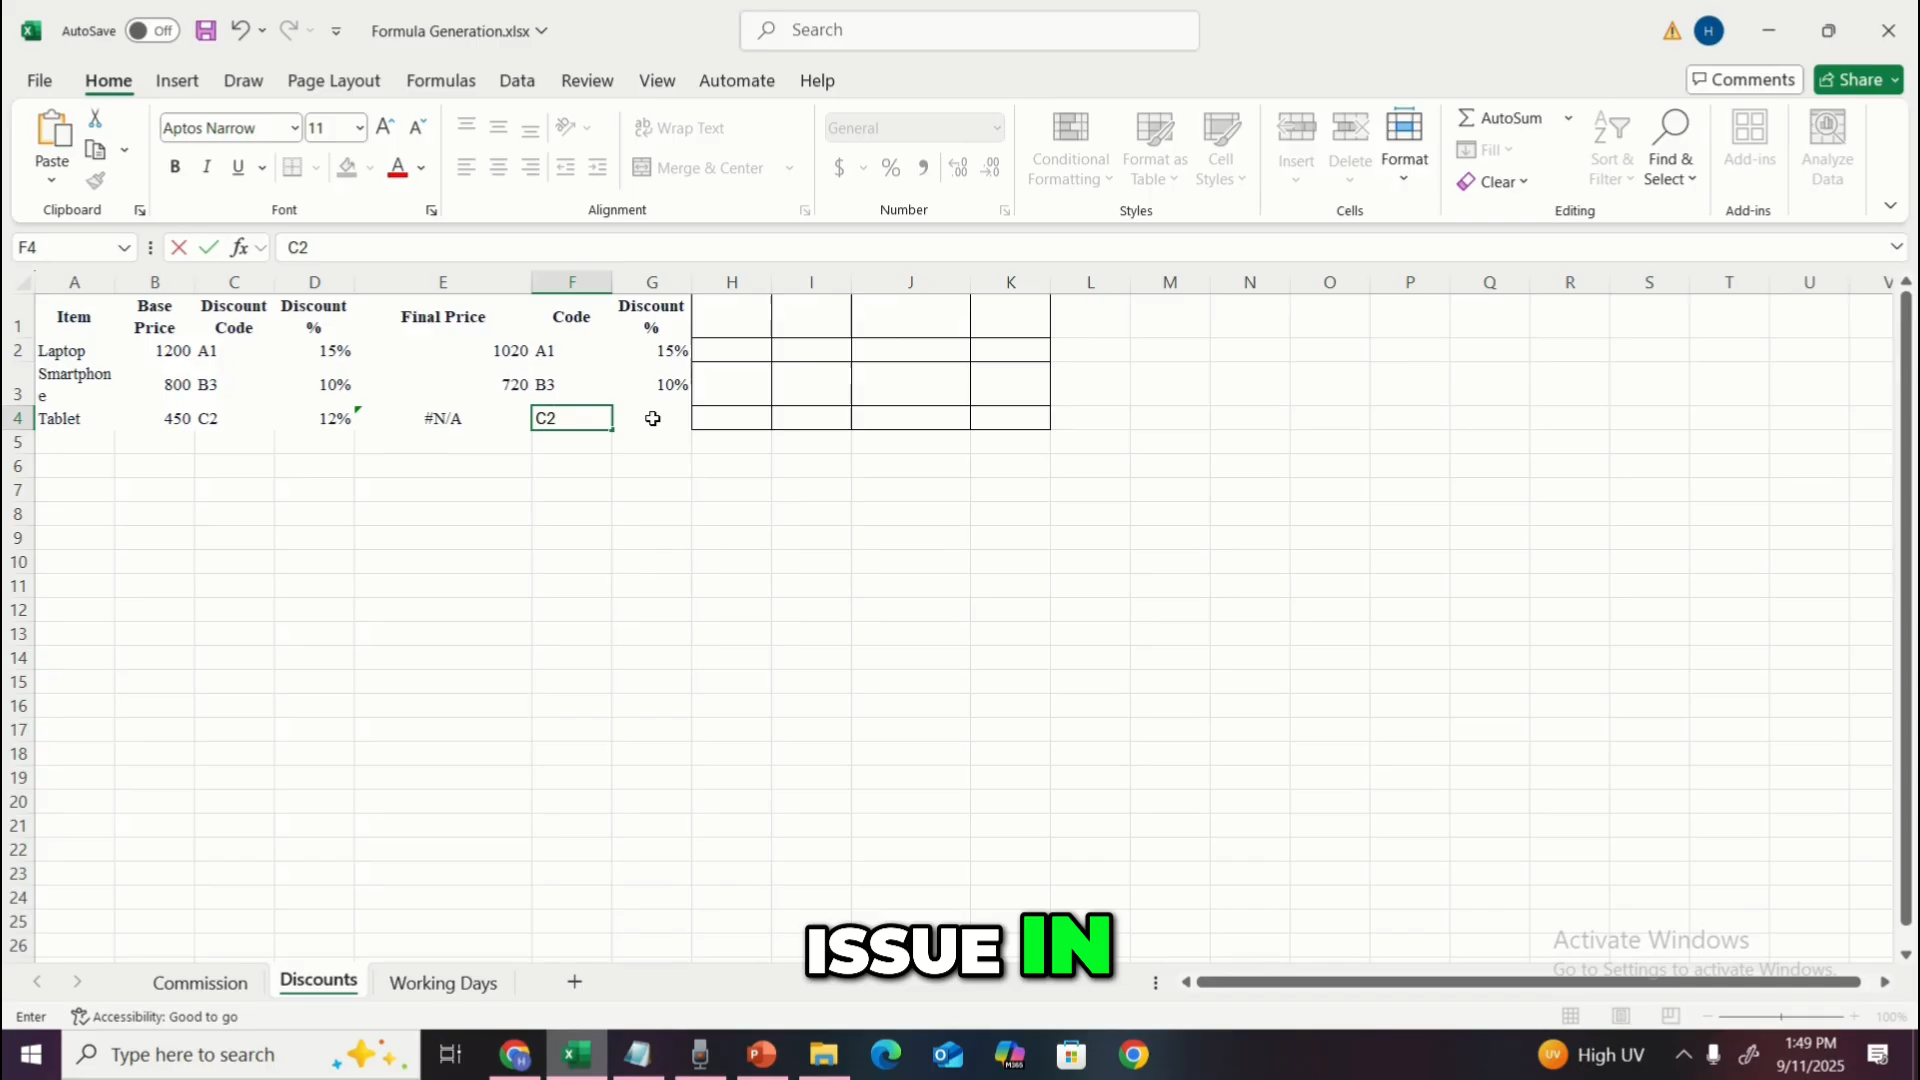 AutoSave Off Formula Generation.xlsx Search H
File Home Insert Draw Page Layout Formulas Data Review View Automate Help Comments Share
Paste
Clipboard
Aptos Narrow 11 A A
B I U A
Font
ab Wrap Text
Merge & Center
Alignment
General
$ % 9
Number
Conditional Formatting
Format as Table
Cell Styles
Styles
Insert Delete Format
Cells
AutoSum
Fill
Clear
Sort & Filter
Find & Select
Editing
Add-ins
Add-ins
Analyze Data
F4 fx C2
A B C D E F G H I J K L M N O P Q R S T U V
1 Item Base Price Discount Code Discount % Final Price Code Discount %
2 Laptop 1200 A1 15% 1020 A1 15%
3 Smartphon
e 800 B3 10% 720 B3 10%
4 Tablet 450 C2 12% #N/A C2
5
6
7
8
9
10
11
12
13
14
15
16
17
18
19
20
21
22
23
24
25
26
ISSUE IN
Activate Windows
Go to Settings to activate Windows.
Commission Discounts Working Days
Enter Accessibility: Good to go 100%
Type here to search M365 UV High UV 1:49 PM
9/11/2025